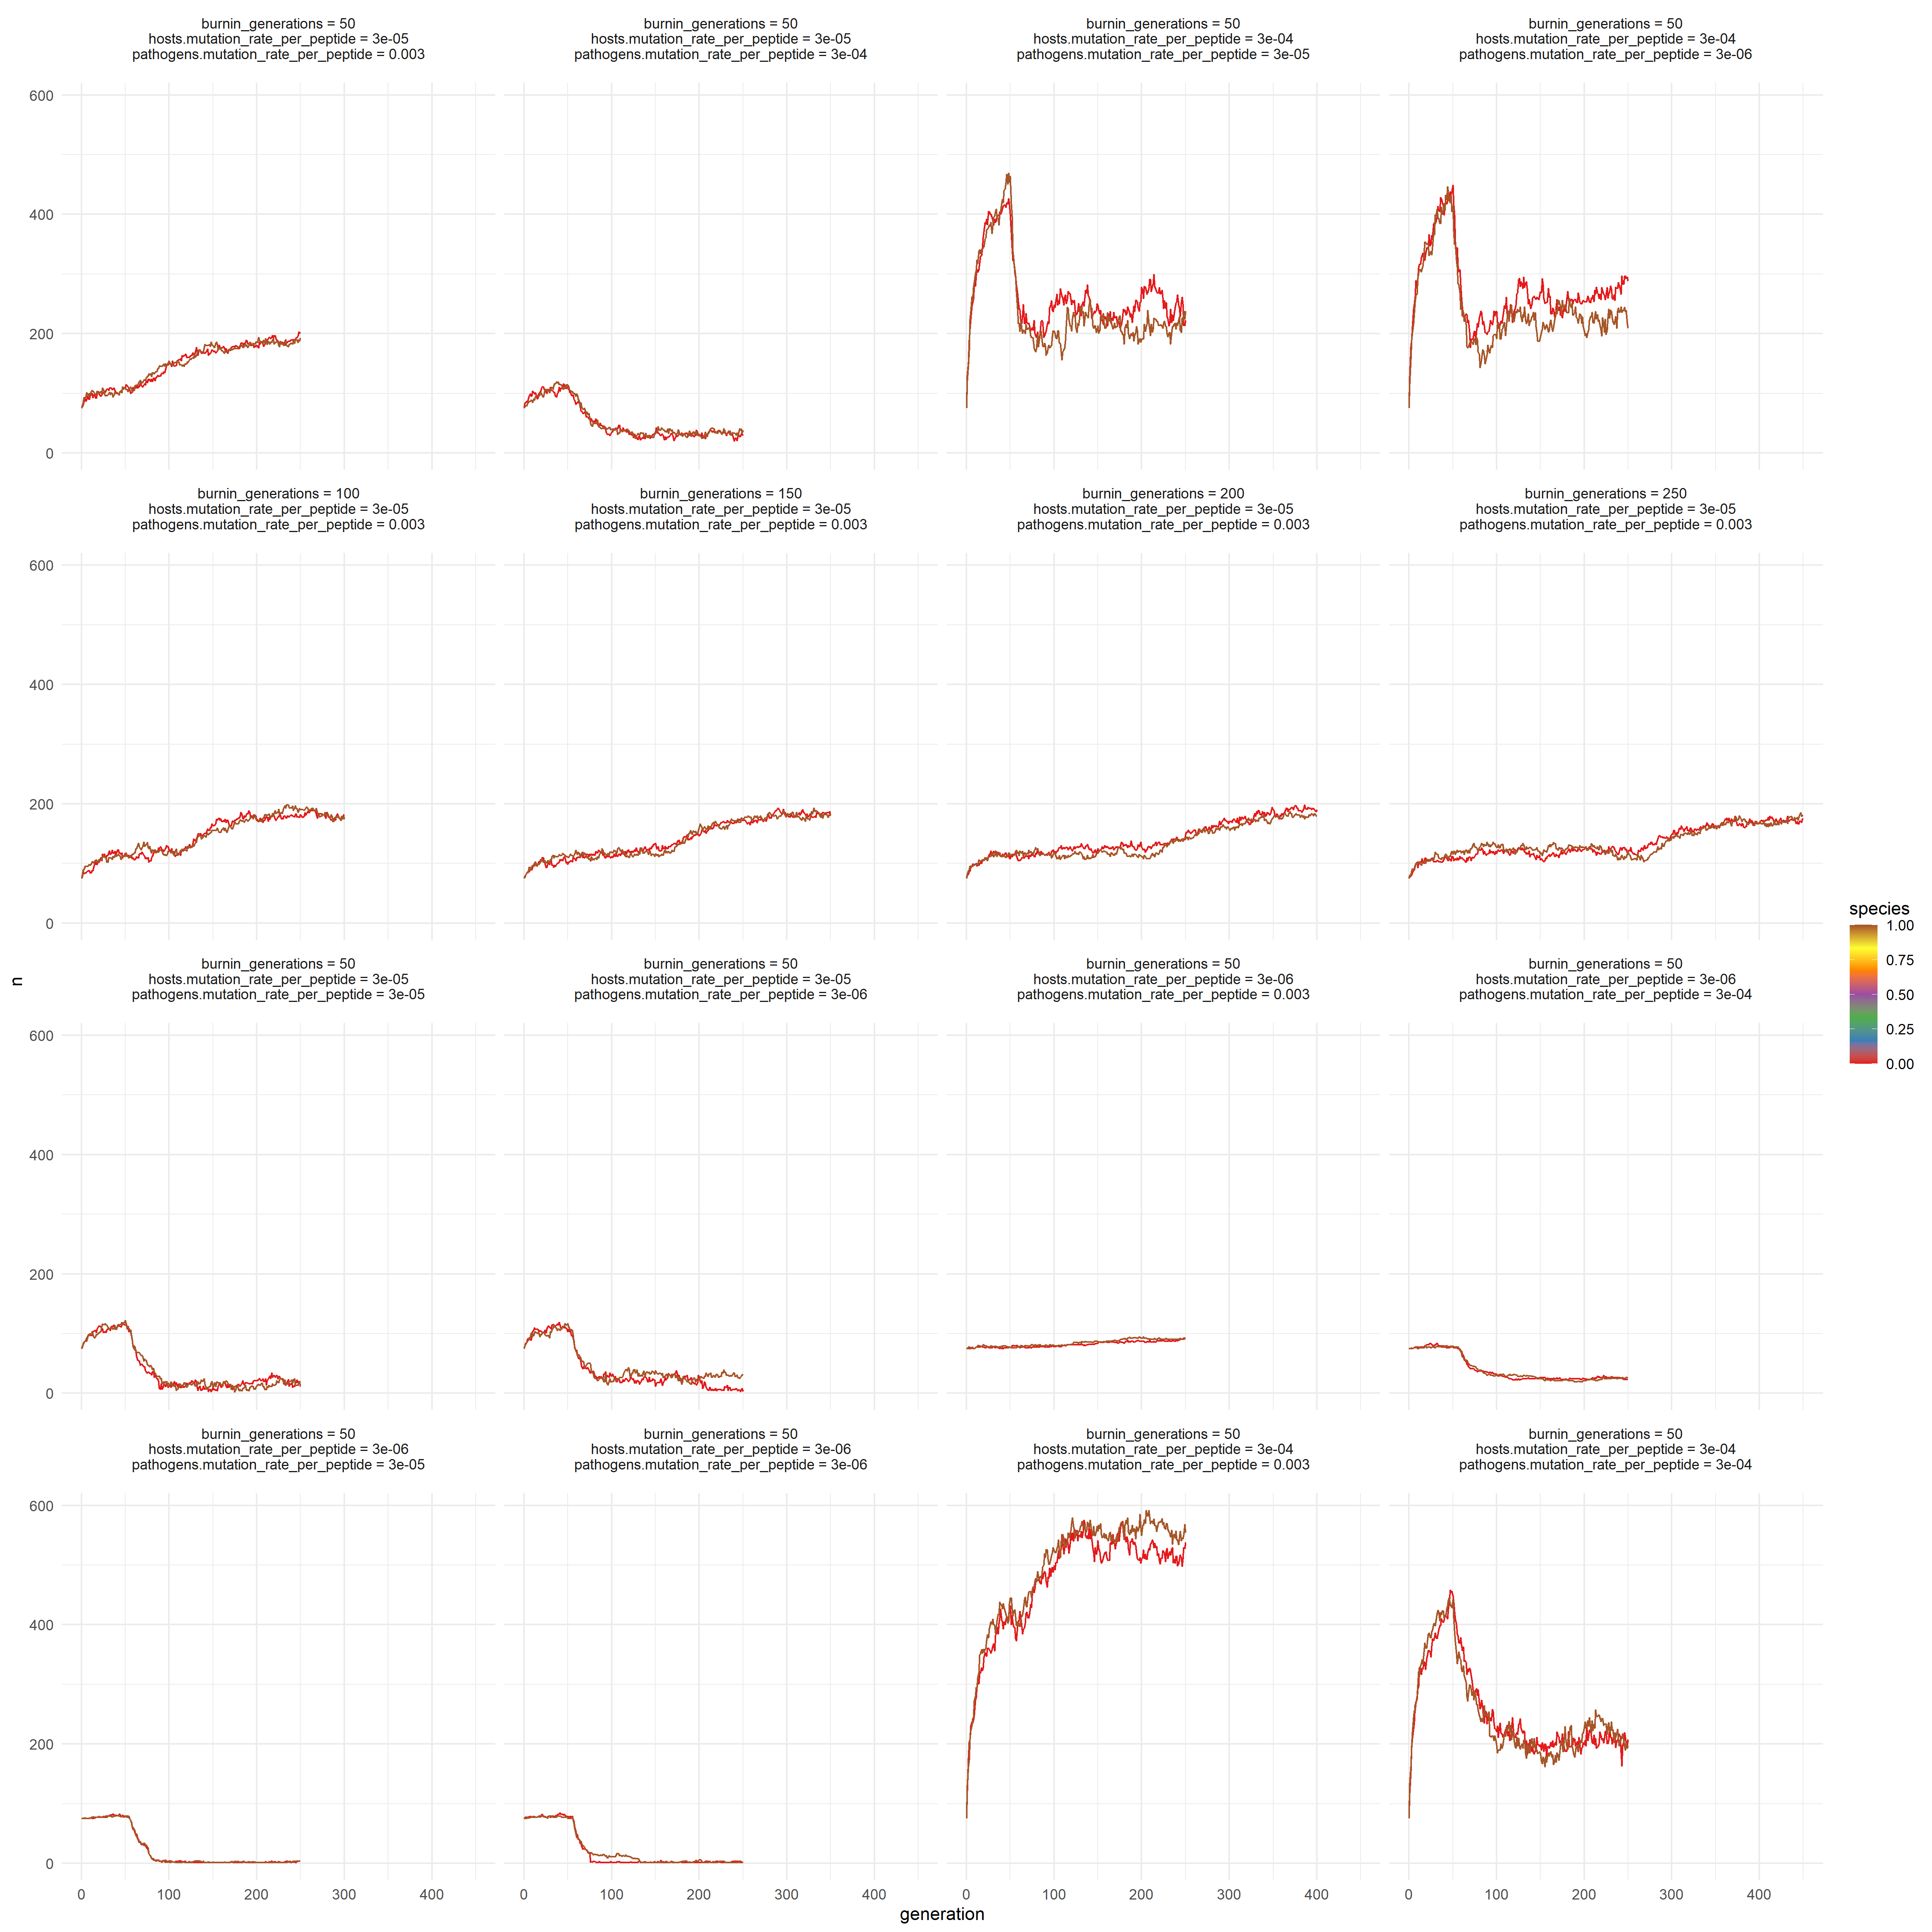 burnin_generations = 50
hosts.mutation_rate_per_peptide = 3e-05
pathogens.mutation_rate_per_peptide = 0.003
burnin_generations = 50
hosts.mutation_rate_per_peptide = 3e-05
pathogens.mutation_rate_per_peptide = 3e-04
burnin_generations = 50
hosts.mutation_rate_per_peptide = 3e-04
pathogens.mutation_rate_per_peptide = 3e-05
burnin_generations = 50
hosts.mutation_rate_per_peptide = 3e-04
pathogens.mutation_rate_per_peptide = 3e-06
600
400
200
0
burnin_generations = 100
hosts.mutation_rate_per_peptide = 3e-05
pathogens.mutation_rate_per_peptide = 0.003
burnin_generations = 150
hosts.mutation_rate_per_peptide = 3e-05
pathogens.mutation_rate_per_peptide = 0.003
burnin_generations = 200
hosts.mutation_rate_per_peptide = 3e-05
pathogens.mutation_rate_per_peptide = 0.003
burnin_generations = 250
hosts.mutation_rate_per_peptide = 3e-05
pathogens.mutation_rate_per_peptide = 0.003
600
400
200
0
burnin_generations = 50
hosts.mutation_rate_per_peptide = 3e-05
pathogens.mutation_rate_per_peptide = 3e-05
burnin_generations = 50
hosts.mutation_rate_per_peptide = 3e-05
pathogens.mutation_rate_per_peptide = 3e-06
burnin_generations = 50
hosts.mutation_rate_per_peptide = 3e-06
pathogens.mutation_rate_per_peptide = 0.003
burnin_generations = 50
hosts.mutation_rate_per_peptide = 3e-06
pathogens.mutation_rate_per_peptide = 3e-04
600
400
200
0
burnin_generations = 50
hosts.mutation_rate_per_peptide = 3e-06
pathogens.mutation_rate_per_peptide = 3e-05
burnin_generations = 50
hosts.mutation_rate_per_peptide = 3e-06
pathogens.mutation_rate_per_peptide = 3e-06
burnin_generations = 50
hosts.mutation_rate_per_peptide = 3e-04
pathogens.mutation_rate_per_peptide = 0.003
burnin_generations = 50
hosts.mutation_rate_per_peptide = 3e-04
pathogens.mutation_rate_per_peptide = 3e-04
600
400
200
0
0 100 200 300 400
0 100 200 300 400
0 100 200 300 400
0 100 200 300 400
generation
n
species
1.00
0.75
0.50
0.25
0.00